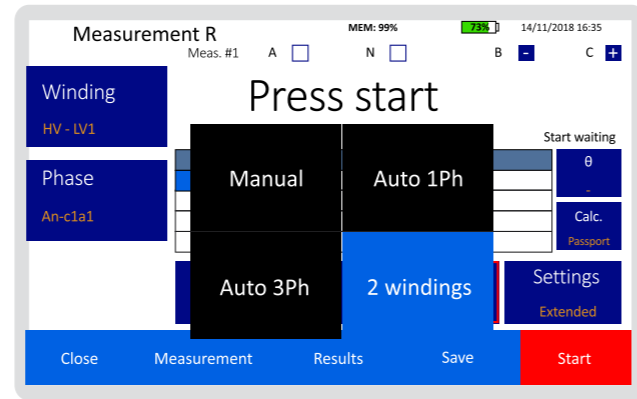 Measurement R
MEM: 99%
73%
14/11/2018 16:35
Meas. #1 A N B - C +
Winding
HV - LV1
Press start
Start waiting
Phase
An-c1a1
Manual
Auto 1Ph
θ
-
Calc.
Passport
Auto 3Ph
2 windings
Settings
Extended
Close Measurement Results Save Start